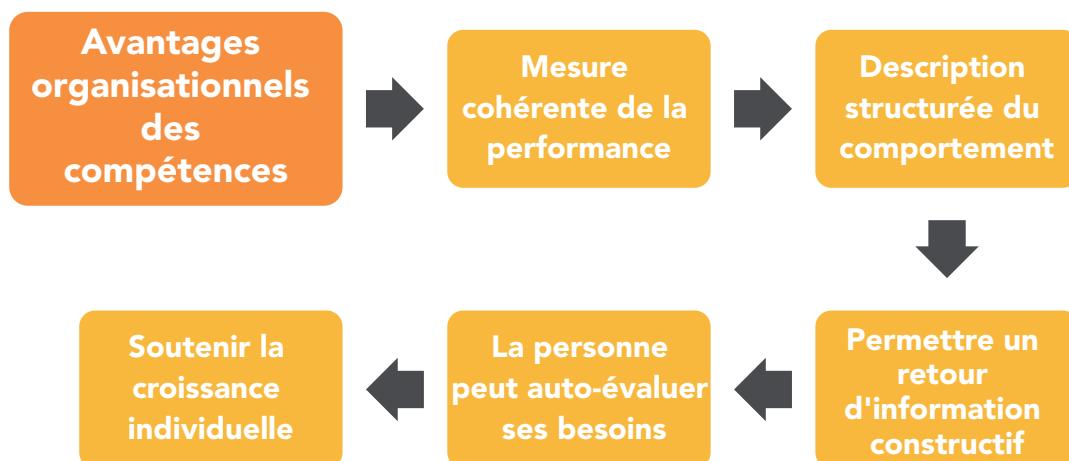 Avantages
organisationnels
des
compétences
Mesure
cohérente de la
performance
Description
structurée du
comportement
Permettre un
retour
d'information
constructif
La personne
peut auto-évaluer
ses besoins
Soutenir la
croissance
individuelle